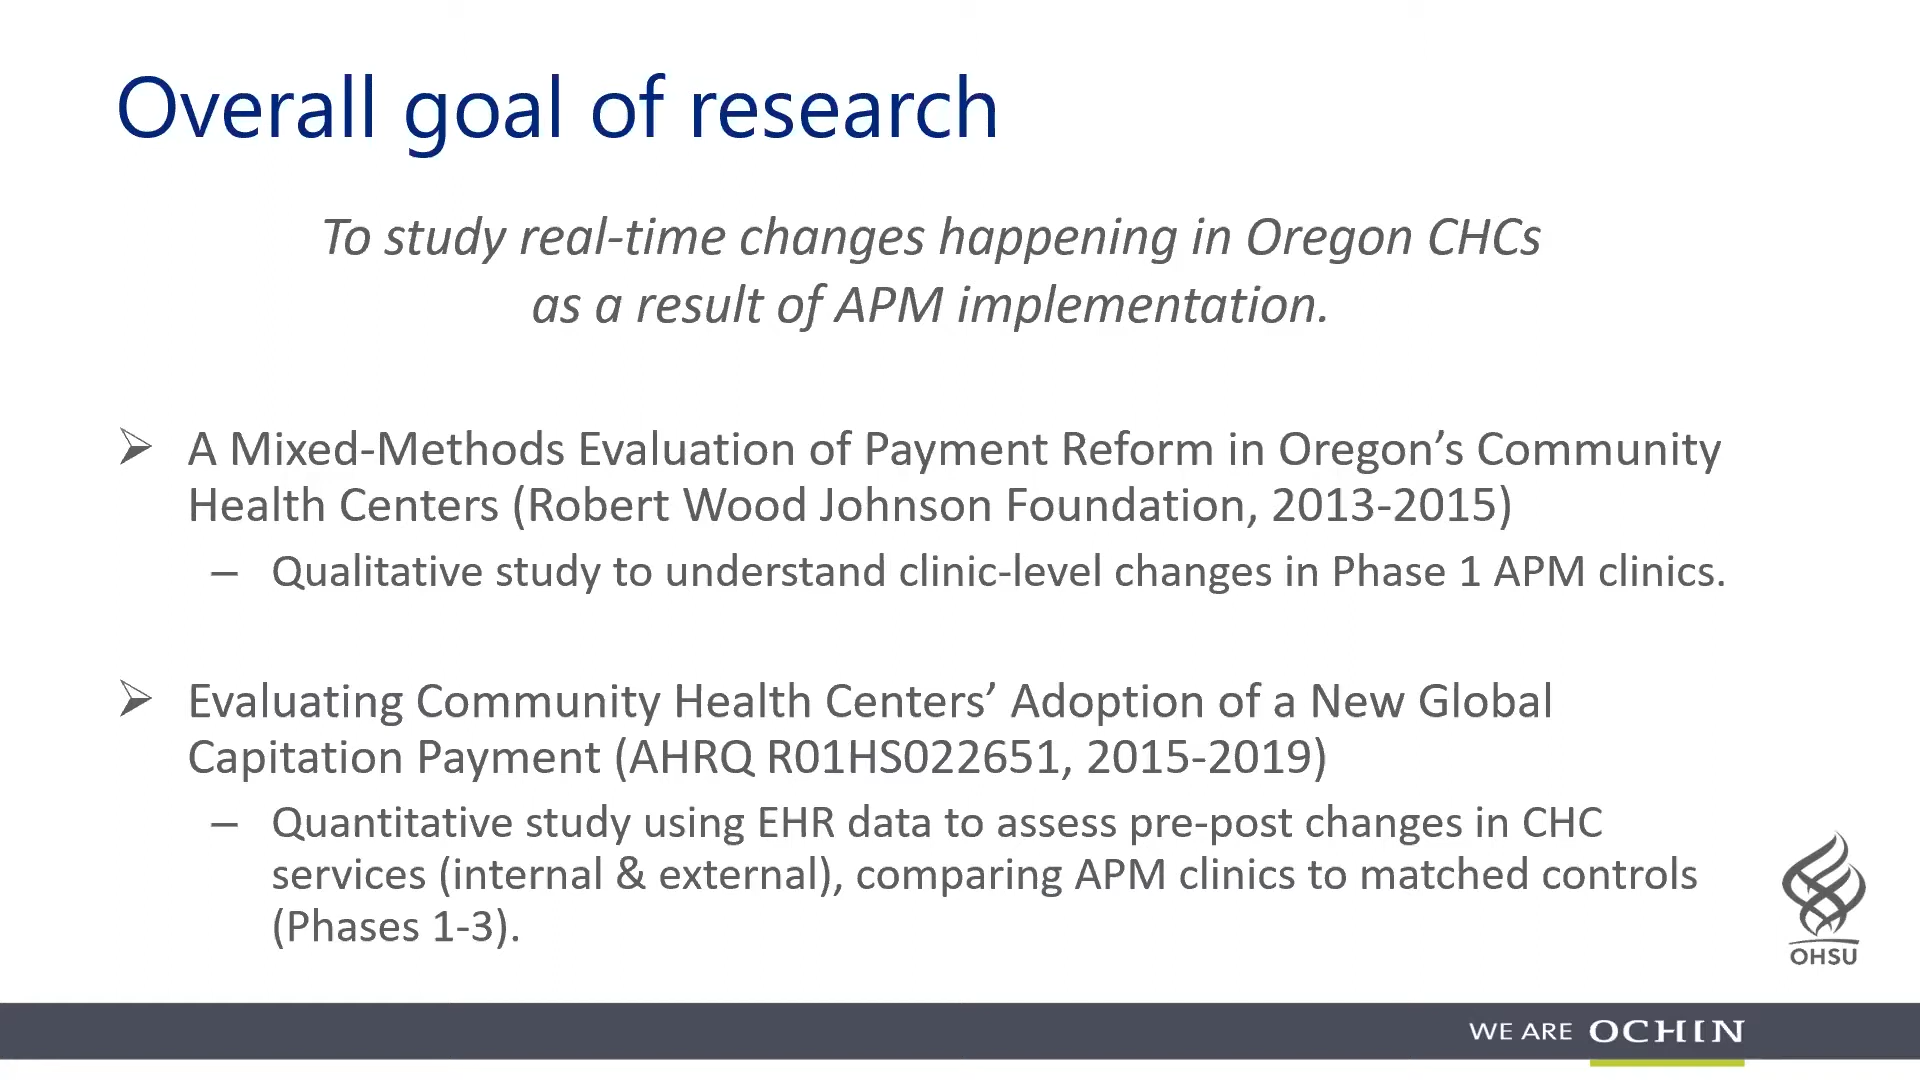 Overall goal of research
To study real-time changes happening in Oregon CHCs
as a result of APM implementation.
➢ A Mixed-Methods Evaluation of Payment Reform in Oregon’s Community
Health Centers (Robert Wood Johnson Foundation, 2013-2015)
– Qualitative study to understand clinic-level changes in Phase 1 APM clinics.
➢ Evaluating Community Health Centers’ Adoption of a New Global
Capitation Payment (AHRQ R01HS022651, 2015-2019)
– Quantitative study using EHR data to assess pre-post changes in CHC
services (internal & external), comparing APM clinics to matched controls
(Phases 1-3).
OHSU
WE ARE OCHIN